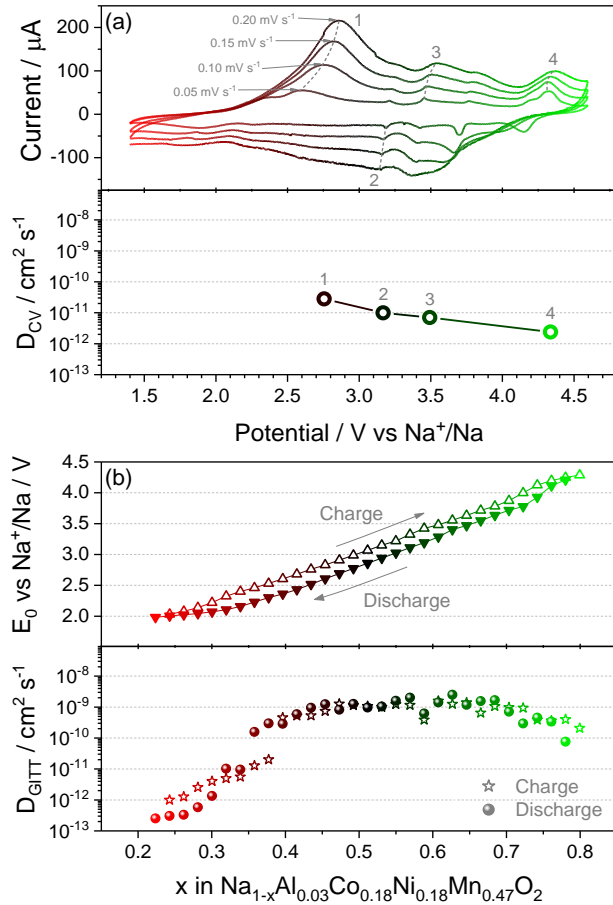 (a)
200
100
0
-100
Current / μA
0.20 mV s⁻¹
0.15 mV s⁻¹
0.10 mV s⁻¹
0.05 mV s⁻¹
1
3
4
2
10⁻⁸
10⁻⁹
10⁻¹⁰
10⁻¹¹
10⁻¹²
10⁻¹³
D_CV / cm² s⁻¹
1
2
3
4
1.5 2.0 2.5 3.0 3.5 4.0 4.5
Potential / V vs Na⁺/Na
(b)
4.5
4.0
3.5
3.0
2.5
2.0
E₀ vs Na⁺/Na / V
Charge
Discharge
10⁻⁸
10⁻⁹
10⁻¹⁰
10⁻¹¹
10⁻¹²
10⁻¹³
D_GITT / cm² s⁻¹
Charge
Discharge
0.2 0.3 0.4 0.5 0.6 0.7 0.8
x in Na₁₋ₓAl₀.₀₃Co₀.₁₈Ni₀.₁₈Mn₀.₄₇O₂